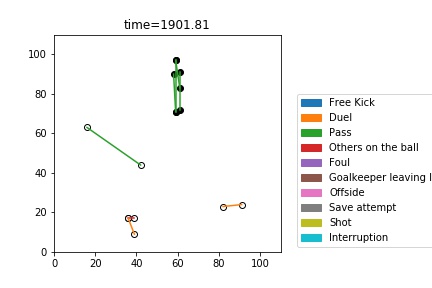 time=1901.81
100
80
60
40
20
0
0 20 40 60 80 100
Free Kick
Duel
Pass
Others on the ball
Foul
Goalkeeper leaving l
Offside
Save attempt
Shot
Interruption